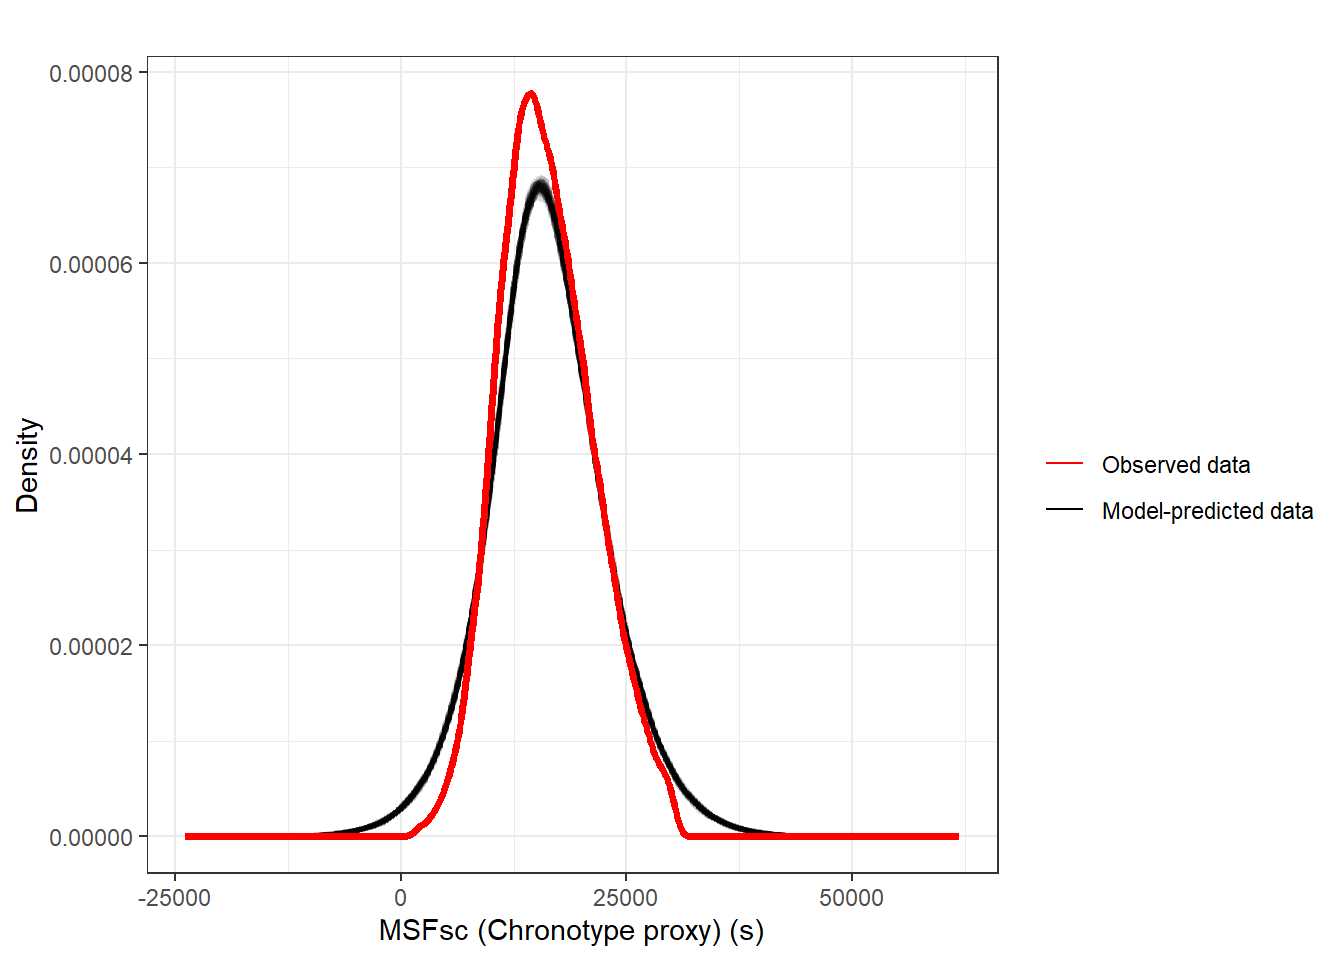 0.00008
0.00006
0.00004
0.00002
0.00000
Density
-25000
0
25000
50000
MSFsc (Chronotype proxy) (s)
Observed data
Model-predicted data